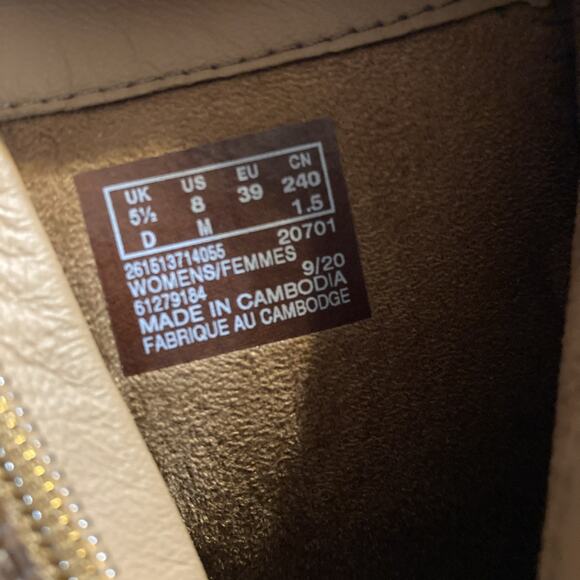 UK US EU CN
5½ 8 39 240
D M 1.5
261513714055 20701
WOMENS/FEMMES
61279184 9/20
MADE IN CAMBODIA
FABRIQUE AU CAMBODGE